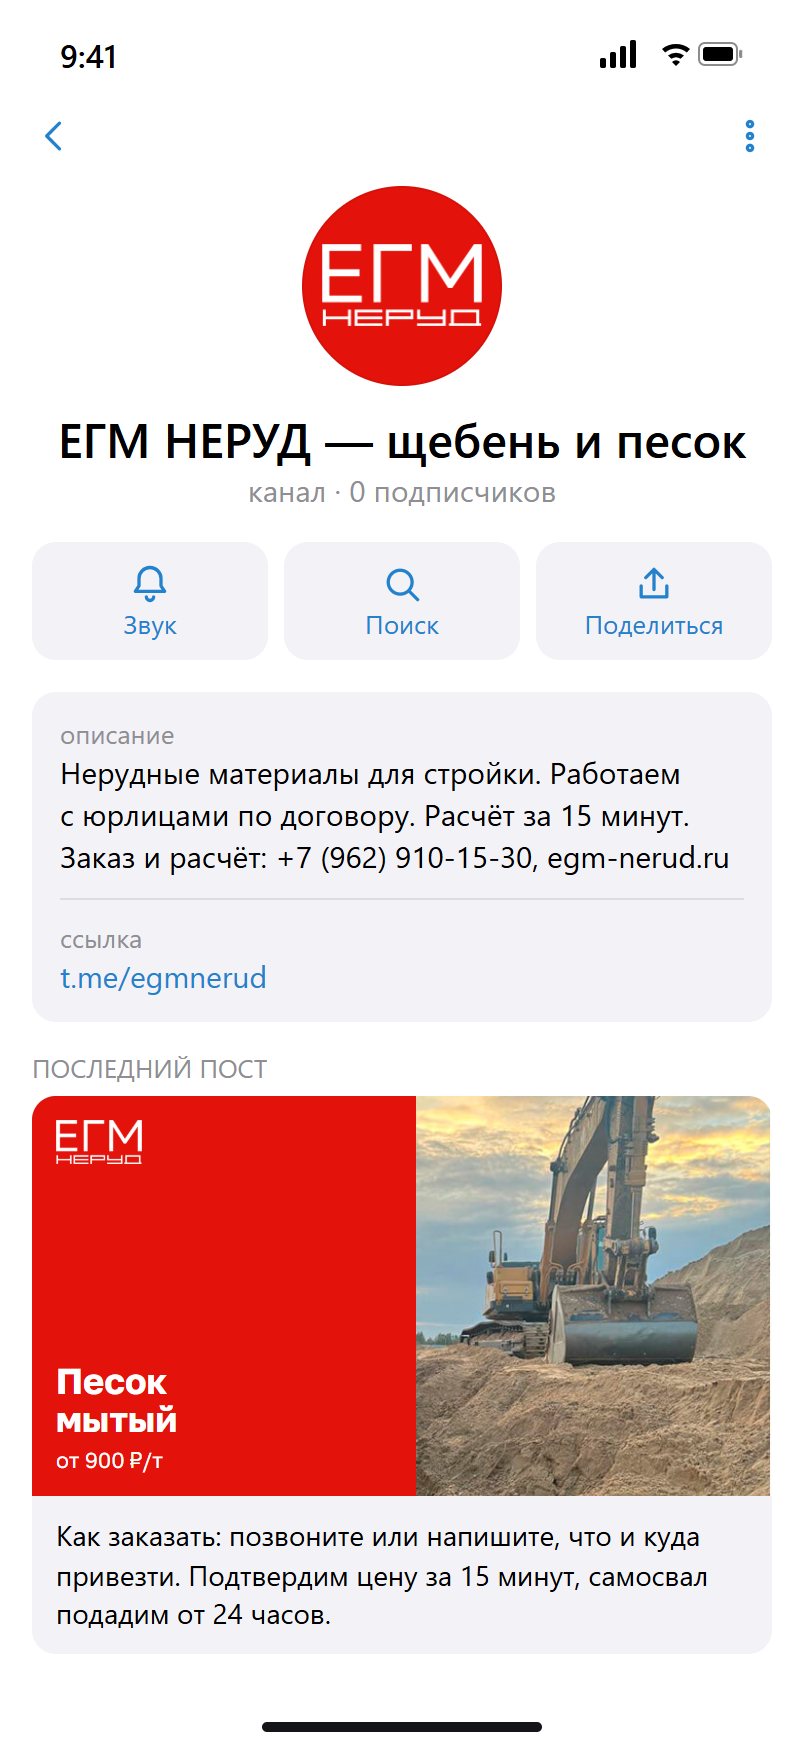 9:41
ЕГМ
НЕРУД
ЕГМ НЕРУД — щебень и песок
канал · 0 подписчиков
Звук
Поиск
Поделиться
описание
Нерудные материалы для стройки. Работаем
с юрлицами по договору. Расчёт за 15 минут.
Заказ и расчёт: +7 (962) 910-15-30, egm-nerud.ru
ссылка
t.me/egmnerud
ПОСЛЕДНИЙ ПОСТ
ЕГМ
НЕРУД
Песок
мытый
от 900 ₽/т
Как заказать: позвоните или напишите, что и куда
привезти. Подтвердим цену за 15 минут, самосвал
подадим от 24 часов.